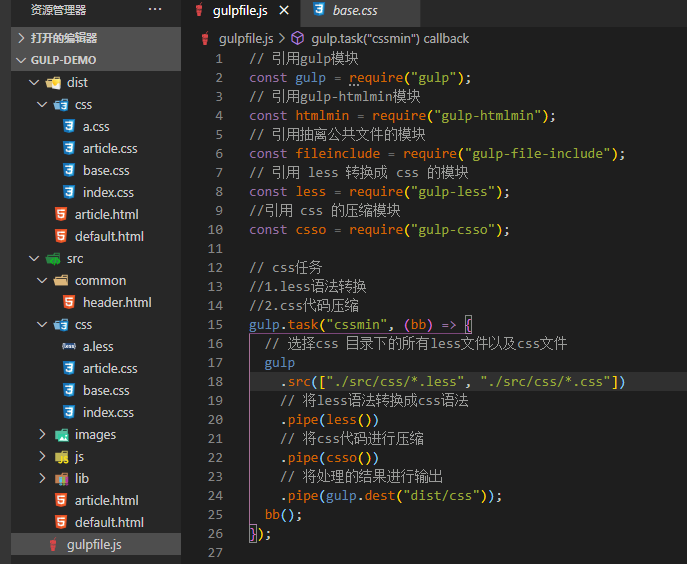 资源管理器
打开的编辑器
GULP-DEMO
dist
css
a.css
article.css
base.css
index.css
article.html
default.html
src
common
header.html
css
{less} a.less
article.css
base.css
index.css
images
js
lib
article.html
default.html
gulpfile.js
gulpfile.js base.css
gulpfile.js > gulp.task("cssmin") callback
1 // 引用gulp模块
2 const gulp = require("gulp");
3 // 引用gulp-htmlmin模块
4 const htmlmin = require("gulp-htmlmin");
5 // 引用抽离公共文件的模块
6 const fileinclude = require("gulp-file-include");
7 // 引用 less 转换成 css 的模块
8 const less = require("gulp-less");
9 //引用 css 的压缩模块
10 const csso = require("gulp-csso");
11
12 // css任务
13 //1.less语法转换
14 //2.css代码压缩
15 gulp.task("cssmin", (bb) => {
16 // 选择css 目录下的所有less文件以及css文件
17 gulp
18 .src(["./src/css/*.less", "./src/css/*.css"])
19 // 将less语法转换成css语法
20 .pipe(less())
21 // 将css代码进行压缩
22 .pipe(csso())
23 // 将处理的结果进行输出
24 .pipe(gulp.dest("dist/css"));
25 bb();
26 });
27